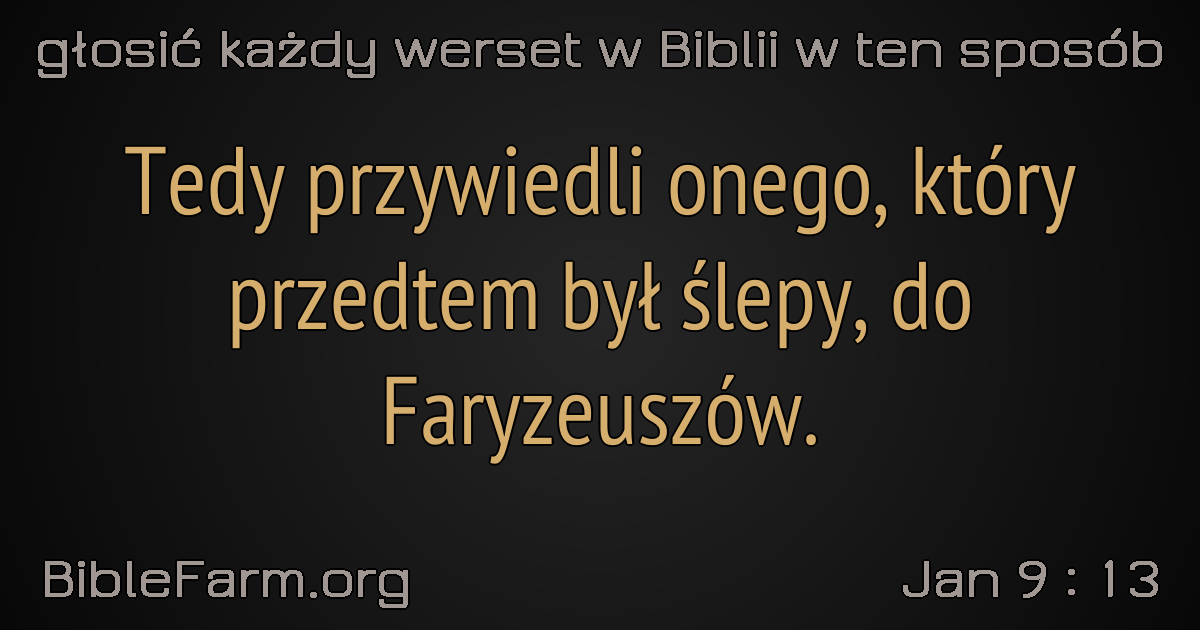 głosić każdy werset w Biblii w ten sposób
Tedy przywiedli onego, który
przedtem był ślepy, do
Faryzeuszów.
BibleFarm.org
Jan 9 : 13